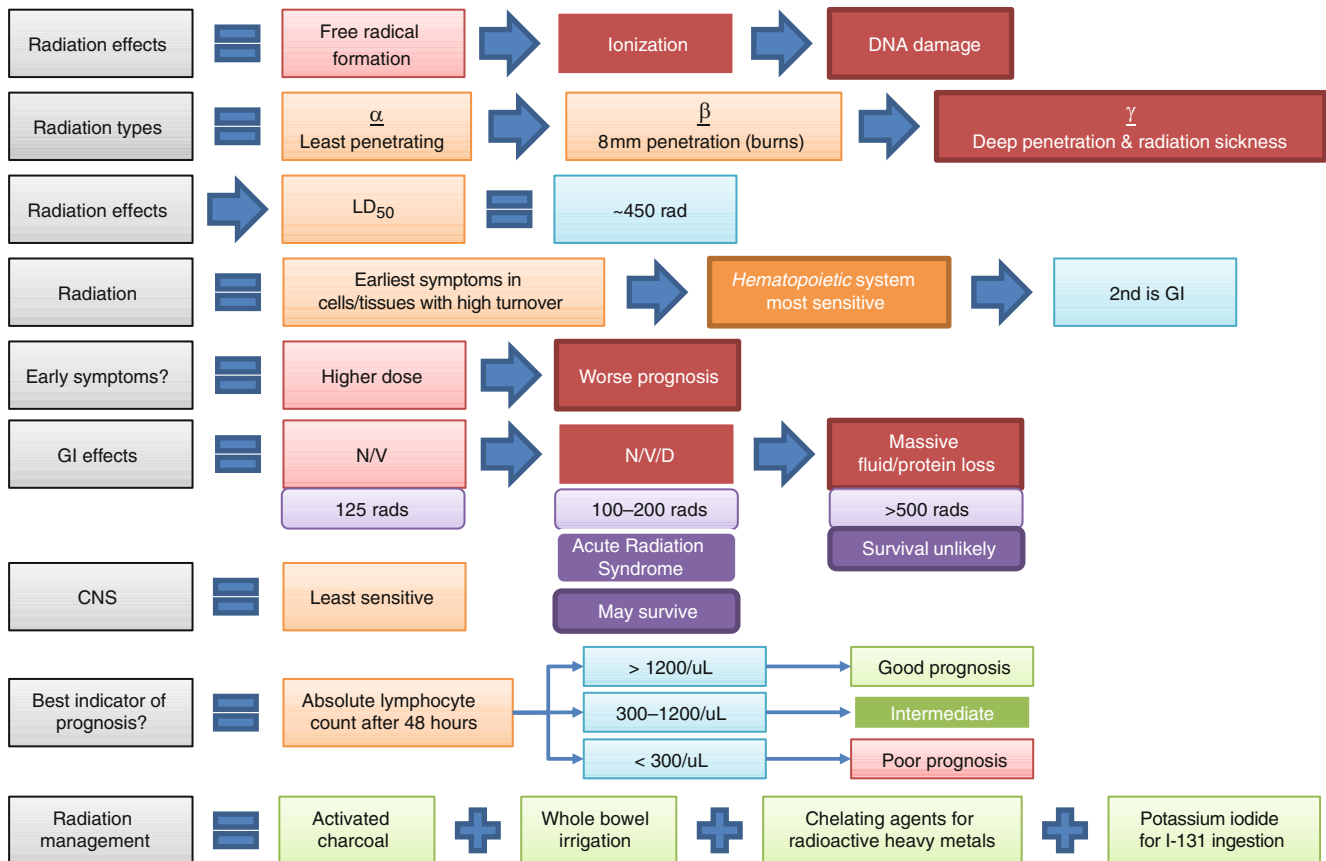 Radiation effects
Free radical
formation
Ionization
DNA damage
Radiation types
α
Least penetrating
β
8mm penetration (burns)
γ
Deep penetration & radiation sickness
Radiation effects
LD50
~450 rad
Radiation
Earliest symptoms in
cells/tissues with high turnover
Hematopoietic system
most sensitive
2nd is GI
Early symptoms?
Higher dose
Worse prognosis
GI effects
N/V
N/V/D
Massive
fluid/protein loss
125 rads
100–200 rads
>500 rads
Acute Radiation
Syndrome
Survival unlikely
CNS
Least sensitive
May survive
Best indicator of
prognosis?
Absolute lymphocyte
count after 48 hours
> 1200/uL
Good prognosis
300–1200/uL
Intermediate
< 300/uL
Poor prognosis
Radiation
management
Activated
charcoal
Whole bowel
irrigation
Chelating agents for
radioactive heavy metals
Potassium iodide
for I-131 ingestion